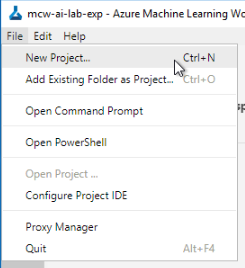 mcw-ai-lab-exp - Azure Machine Learning Wo
File Edit Help
New Project... Ctrl+N
Add Existing Folder as Project... Ctrl+O
Open Command Prompt
Open PowerShell
Open Project ...
Configure Project IDE
Proxy Manager
Quit Alt+F4